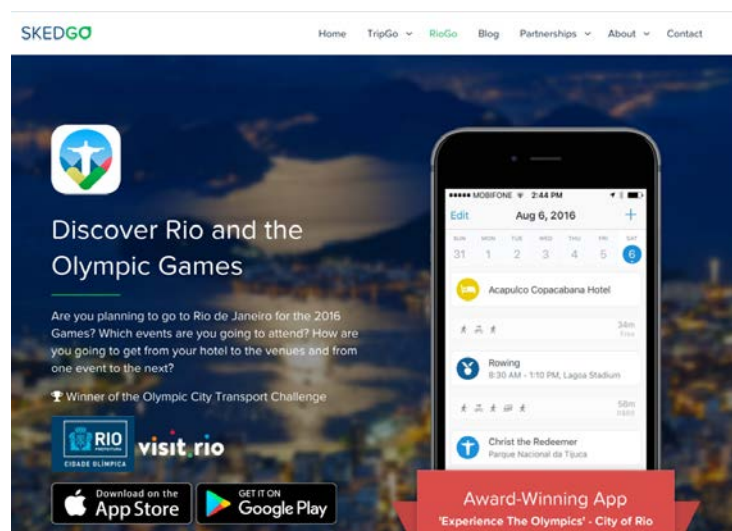 SKEDGO
Home TripGo RioGo Blog Partnerships About Contact
Discover Rio and the
Olympic Games
Are you planning to go to Rio de Janeiro for the 2016
Games? Which events are you going to attend? How are
you going to get from your hotel to the venues and from
one event to the next?
Winner of the Olympic City Transport Challenge
RIO
PREFEITURA
CIDADE OLÍMPICA
visit.rio
Download on the
App Store
GET IT ON
Google Play
MOBIFONE 2:44 PM
Edit Aug 6, 2016 +
SUN MON TUE WED THU FRI SAT
31 1 2 3 4 5 6
Acapulco Copacabana Hotel
34m
Rowing
8:30 AM - 1:10 PM, Lagoa Stadium
56m
Christ the Redeemer
Parque Nacional da Tijuca
Award-Winning App
'Experience The Olympics' - City of Rio